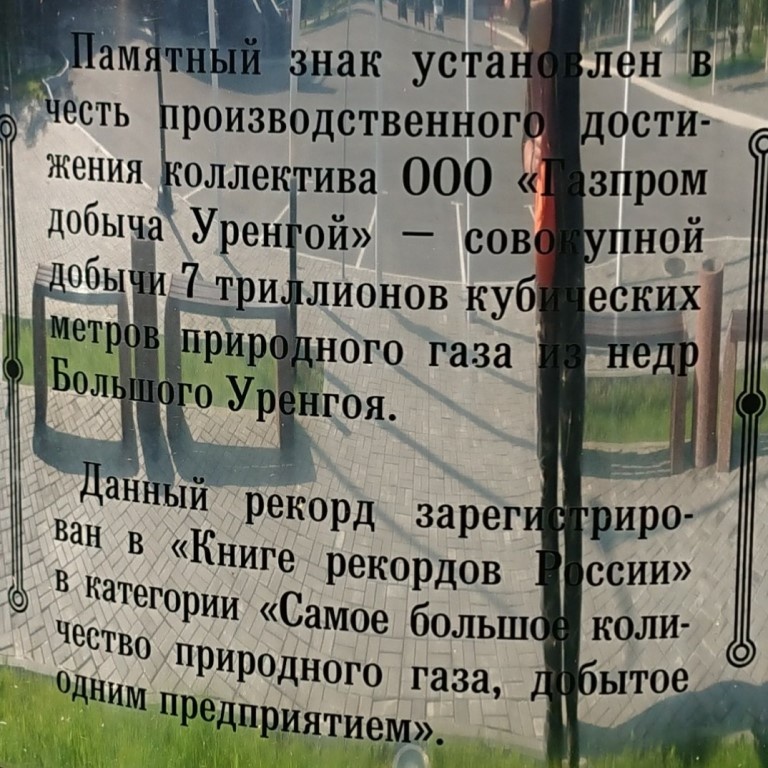 Памятный знак установлен в
честь производственного дости-
жения коллектива ООО «Газпром
добыча Уренгой» — совокупной
добычи 7 триллионов кубических
метров природного газа из недр
Большого Уренгоя.
Данный рекорд зарегистриро-
ван в «Книге рекордов России»
в категории «Самое большое коли-
чество природного газа, добытое
одним предприятием».